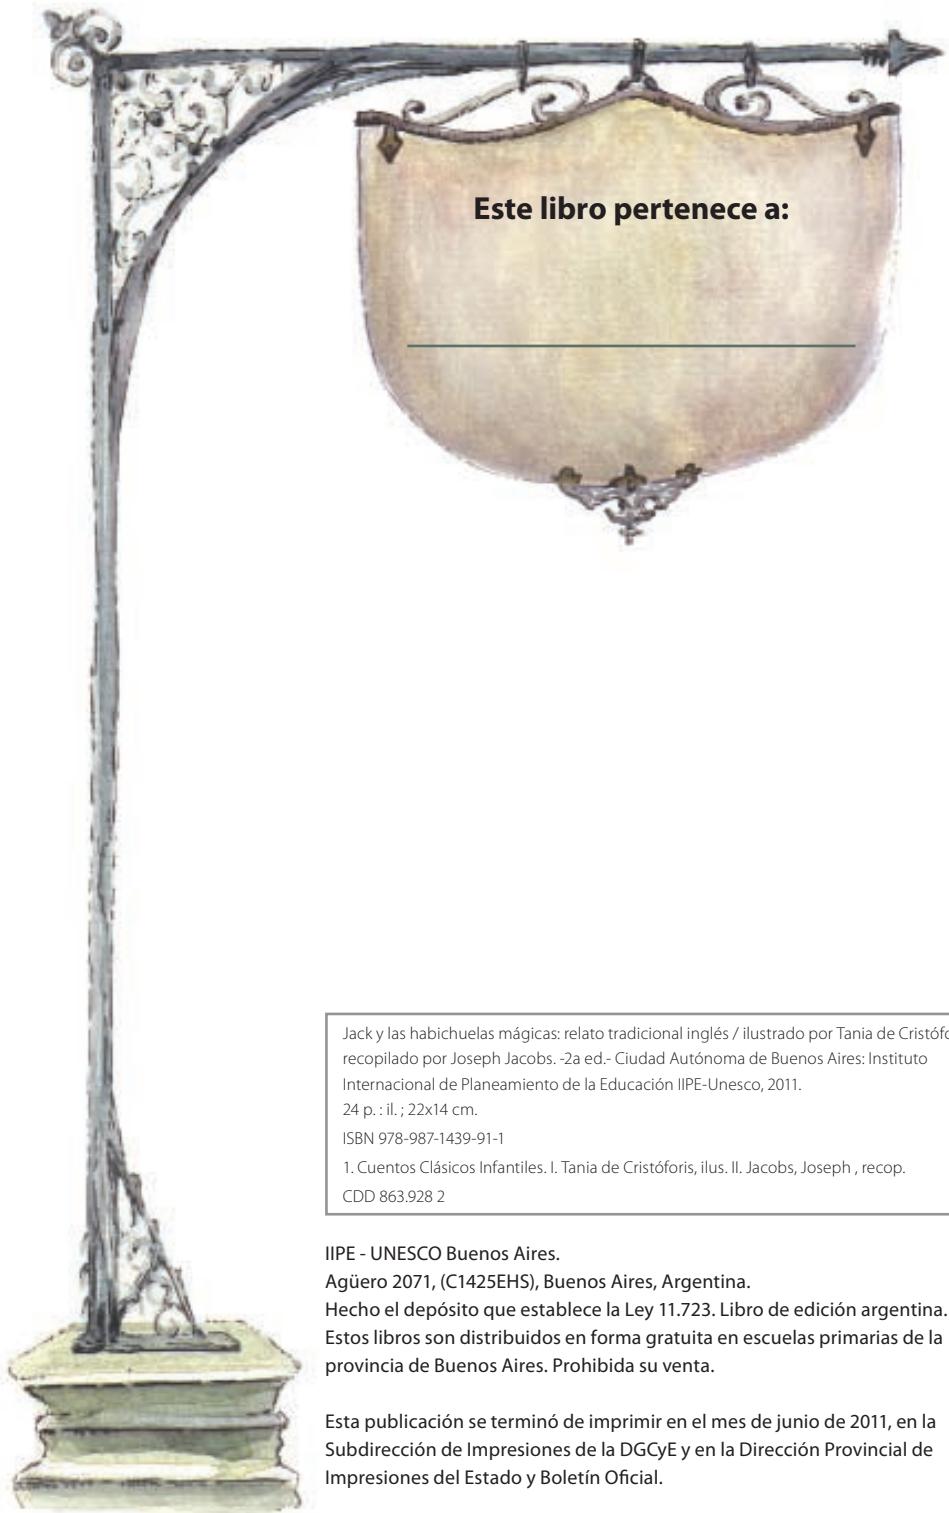 Este libro pertenece a:
Jack y las habichuelas mágicas: relato tradicional inglés / ilustrado por Tania de
recopilado por Joseph Jacobs. -2a ed.- Ciudad Autónoma de Buenos Aires: Instituto
Internacional de Planeamiento de la Educación IIPE-Unesco, 2011.
24 p. : il. ; 22x14 cm.
ISBN 978-987-1439-91-1
1. Cuentos Clásicos Infantiles. I. Tania de Cristóforis, ilus. II. Jacobs, Joseph , recop.
CDD 863.928 2
IIPE - UNESCO Buenos Aires.
Agüero 2071, (C1425EHS), Buenos Aires, Argentina.
Hecho el depósito que establece la Ley 11.723. Libro de edición argentina.
Estos libros son distribuidos en forma gratuita en escuelas primarias de la
provincia de Buenos Aires. Prohibida su venta.
Esta publicación se terminó de imprimir en el mes de junio de 2011, en la
Subdirección de Impresiones de la DGCyE y en la Dirección Provincial de
Impresiones del Estado y Boletín Oficial.